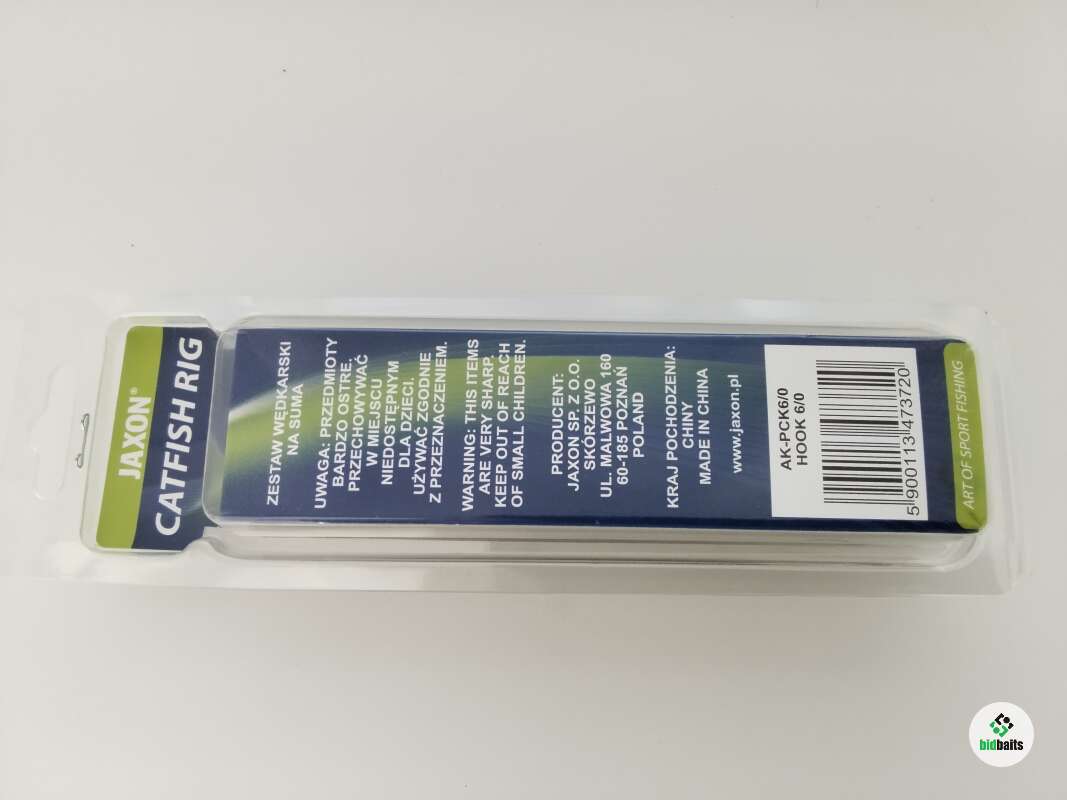 JAXON®
CATFISH RIG
ZESTAW WĘDKARSKI
NA SUMA
UWAGA: PRZEDMIOTY
BARDZO OSTRE.
PRZECHOWYWAĆ
W MIEJSCU
NIEDOSTĘPNYM
DLA DZIECI.
UŻYWAĆ ZGODNIE
Z PRZEZNACZENIEM.
WARNING: THIS ITEMS
ARE VERY SHARP.
KEEP OUT OF REACH
OF SMALL CHILDREN.
PRODUCENT:
JAXON SP. Z O.O.
SKÓRZEWO
UL. MALWOWA 160
60-185 POZNAŃ
POLAND
KRAJ POCHODZENIA:
CHINY
MADE IN CHINA
www.jaxon.pl
AK-PCK6/0
HOOK 6/0
5 900113 473720
ART OF SPORT FISHING
bidbaits